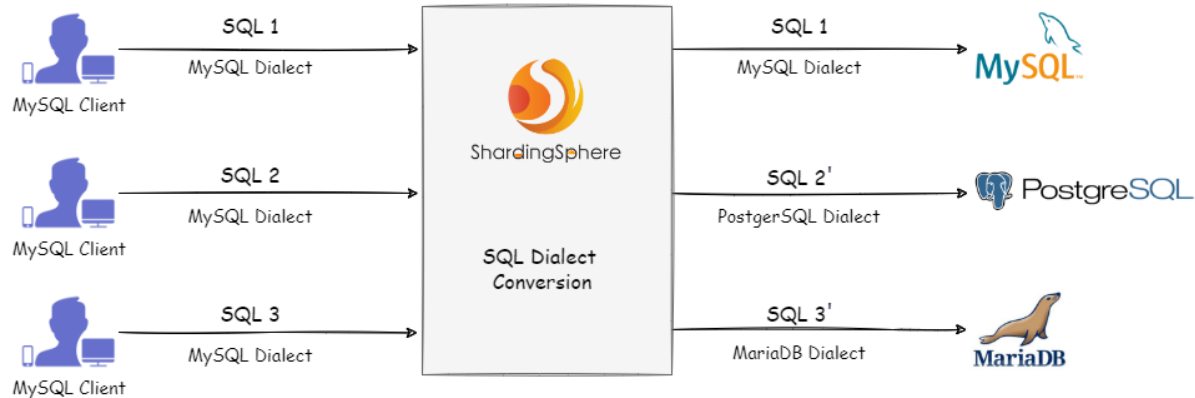 SQL 1
MySQL Dialect
MySQL Client
SQL 2
MySQL Dialect
MySQL Client
SQL 3
MySQL Dialect
MySQL Client
ShardingSphere
SQL Dialect
Conversion
SQL 1
MySQL Dialect
MySQL™
SQL 2'
PostgerSQL Dialect
PostgreSQL
SQL 3'
MariaDB Dialect
MariaDB